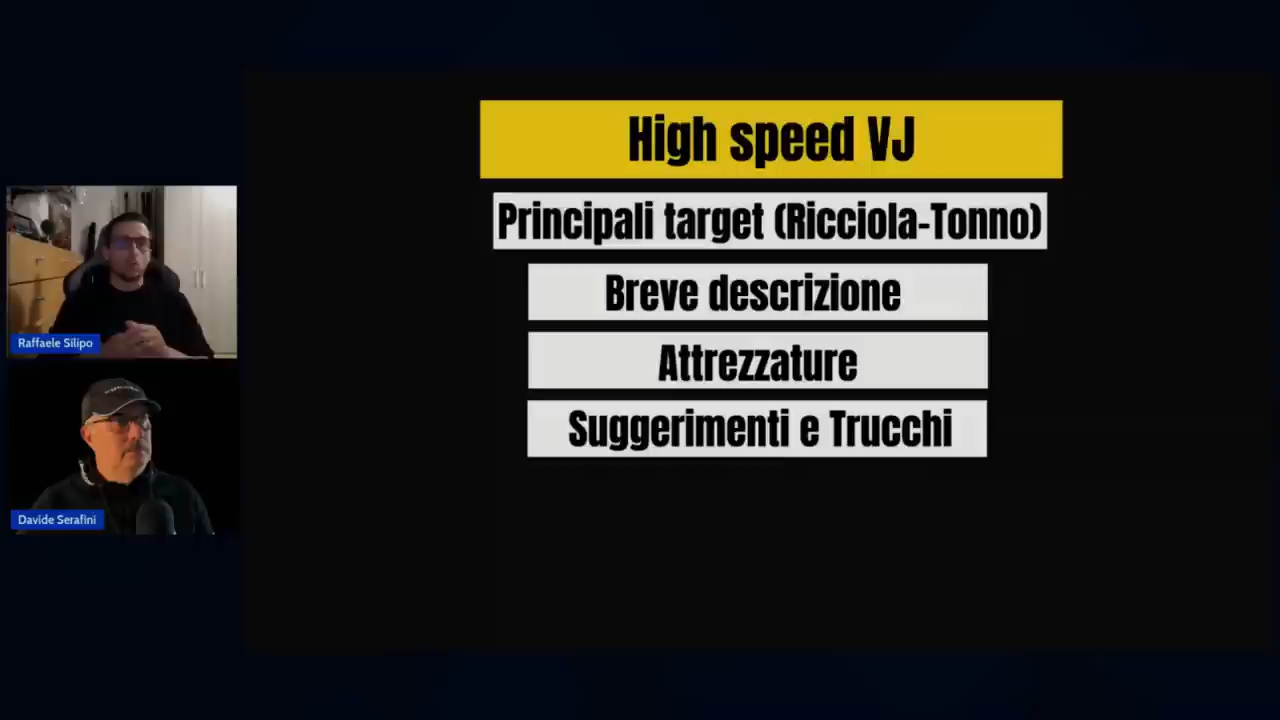 High speed VJ
Principali target (Ricciola-Tonno)
Breve descrizione
Attrezzature
Suggerimenti e Trucchi
Raffaele Silipo
Davide Serafini